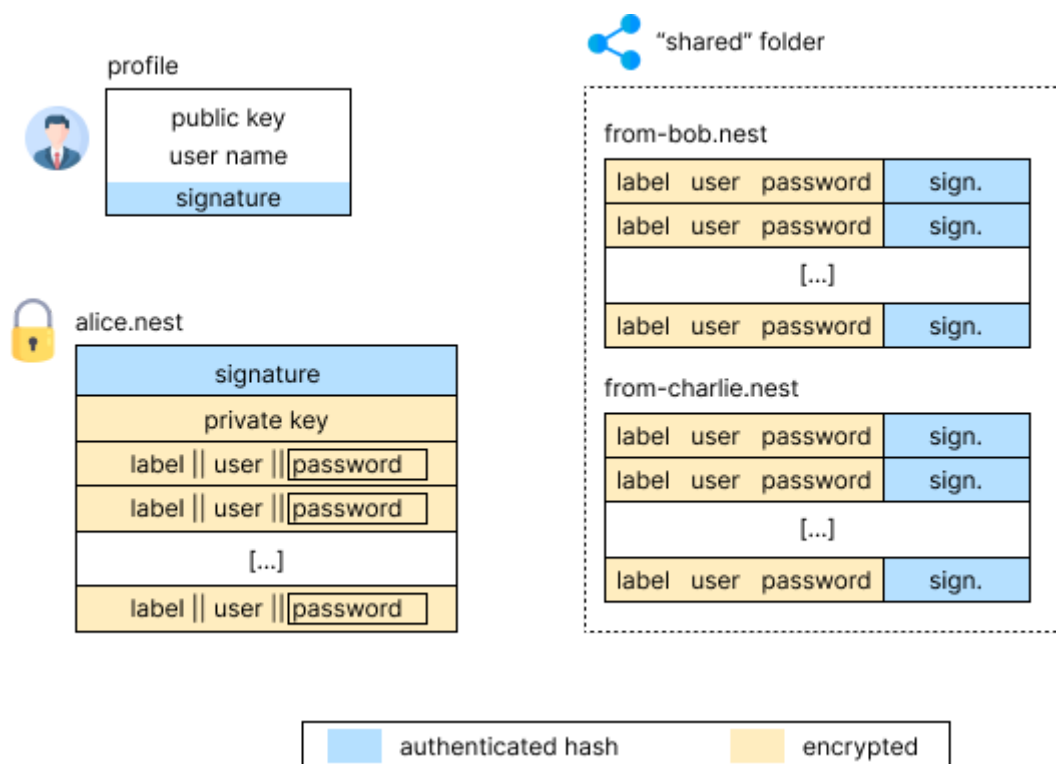 “shared” folder
profile
public key
user name
signature
from-bob.nest
label user password sign.
label user password sign.
[...]
label user password sign.
alice.nest
signature
private key
label || user || password
label || user || password
[...]
label || user || password
from-charlie.nest
label user password sign.
label user password sign.
[...]
label user password sign.
authenticated hash
encrypted